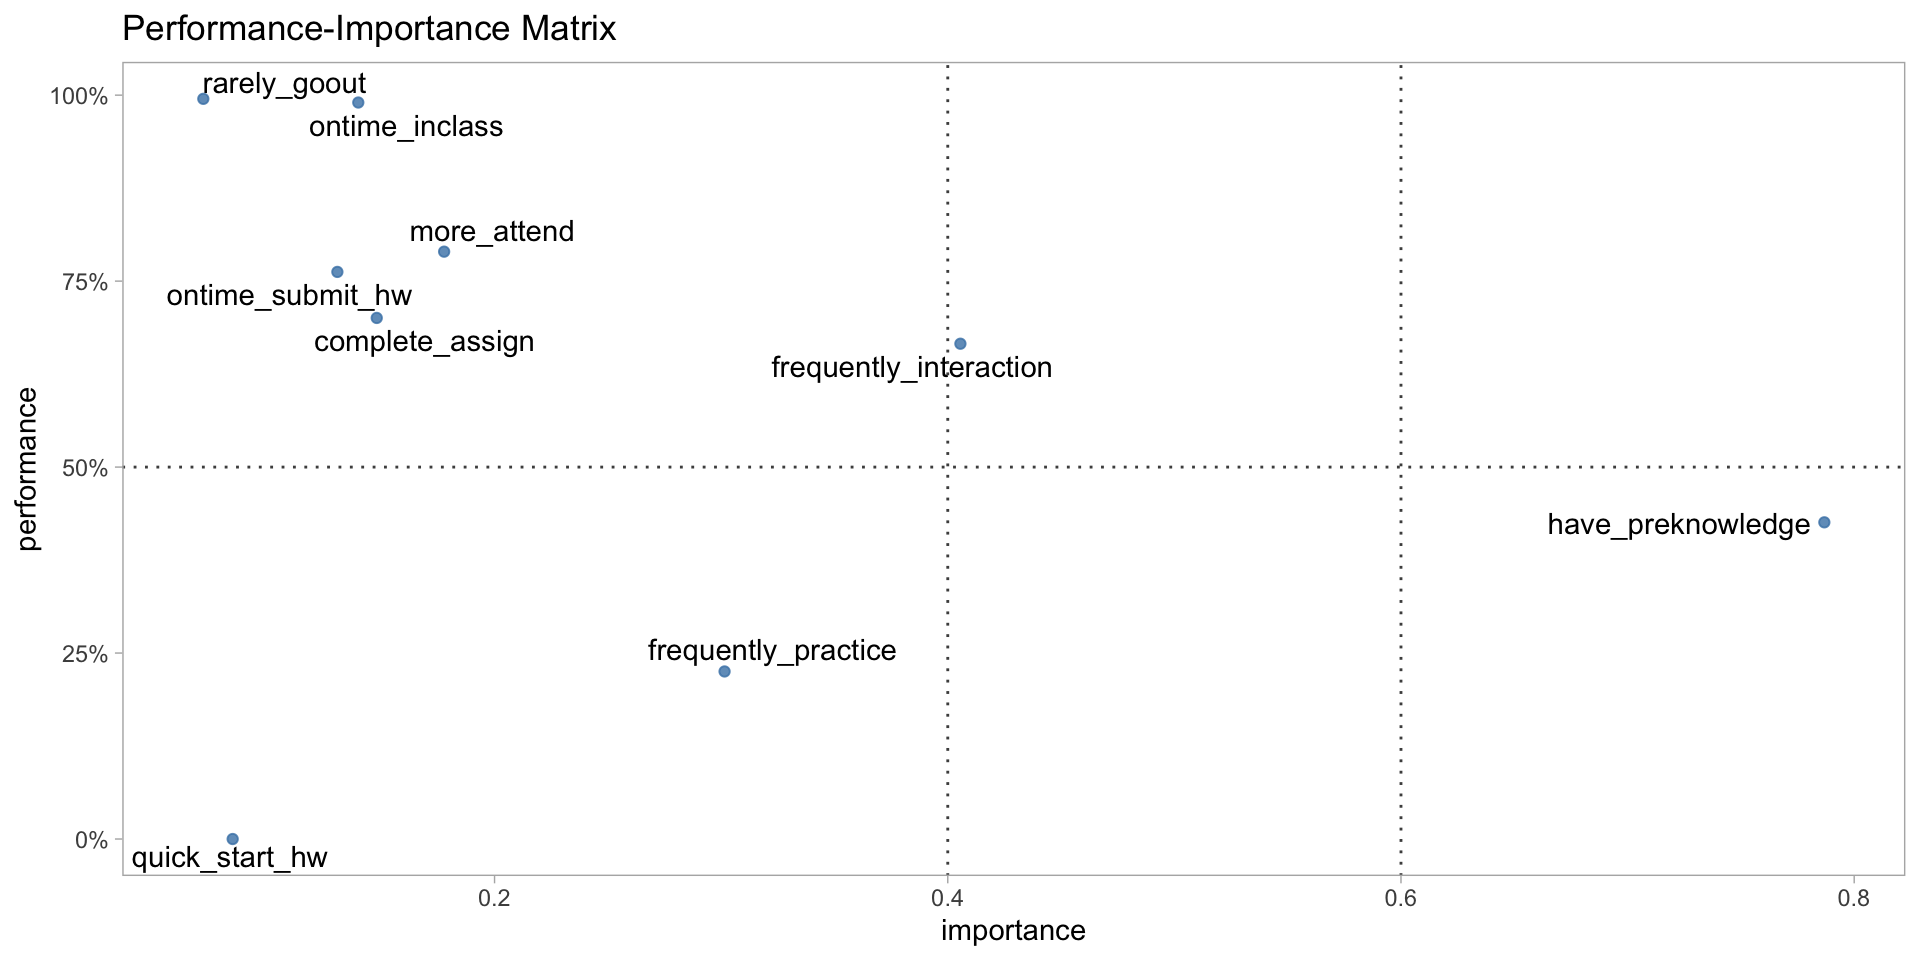 Performance-Importance Matrix
100%
rarely_goout
ontime_inclass
more_attend
75%
ontime_submit_hw
complete_assign
frequently_interaction
performance
50%
have_preknowledge
frequently_practice
25%
0%
quick_start_hw
0.2
0.4
0.6
0.8
importance